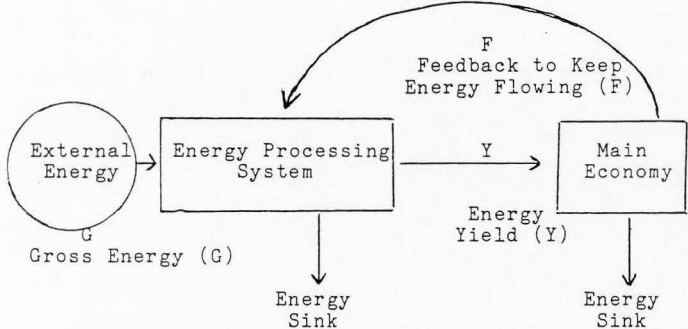 F
Feedback to Keep
Energy Flowing (F)
External
Energy
Energy Processing
System
Y
Main
Economy
G
Gross Energy (G)
Energy
Yield (Y)
Energy
Sink
Energy
Sink